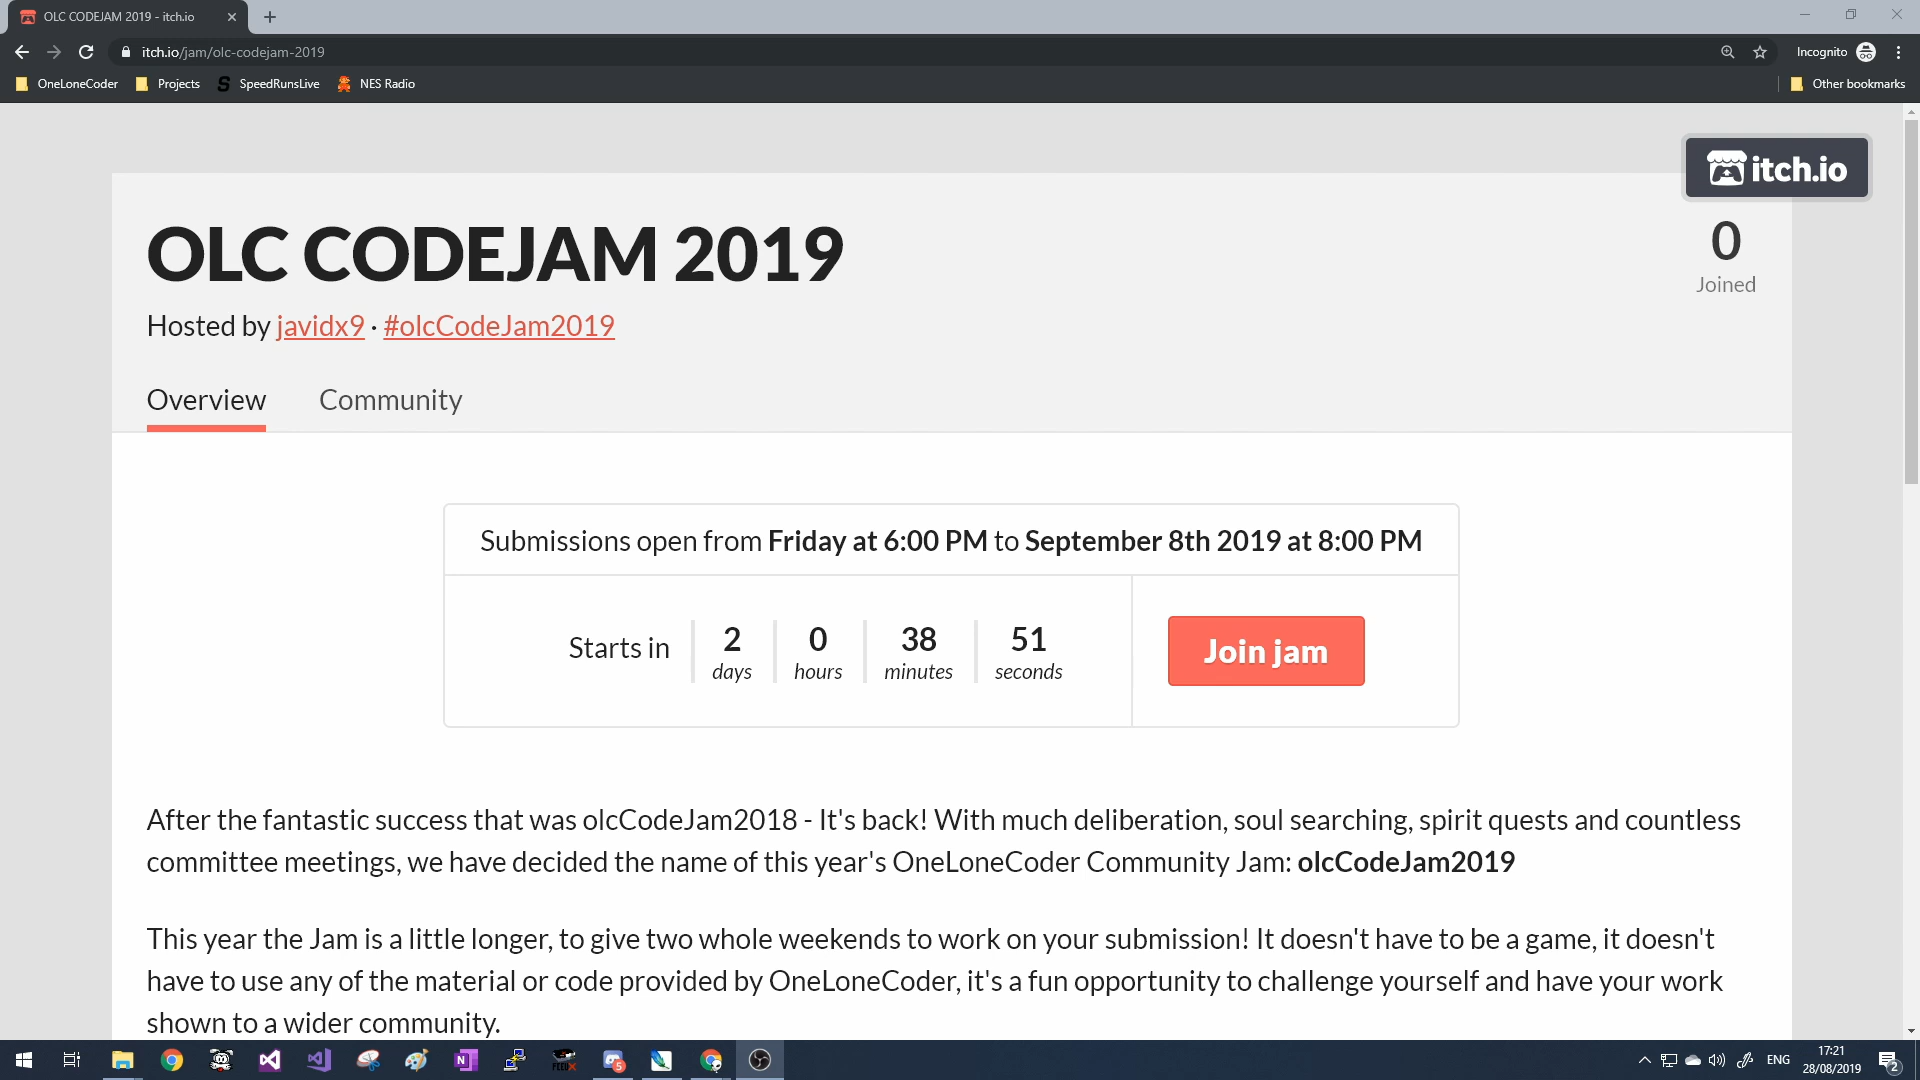 OLC CODEJAM 2019 - itch.io
itch.io/jam/olc-codejam-2019
Incognito
OneLoneCoder
Projects
SpeedRunsLive
NES Radio
Other bookmarks
itch.io
OLC CODEJAM 2019
0
Joined
Hosted by javidx9 · #olcCodeJam2019
Overview
Community
Submissions open from Friday at 6:00 PM to September 8th 2019 at 8:00 PM
Starts in
2
days
0
hours
38
minutes
51
seconds
Join jam
After the fantastic success that was olcCodeJam2018 - It's back! With much deliberation, soul searching, spirit quests and countless
committee meetings, we have decided the name of this year's OneLoneCoder Community Jam: olcCodeJam2019
This year the Jam is a little longer, to give two whole weekends to work on your submission! It doesn't have to be a game, it doesn't
have to use any of the material or code provided by OneLoneCoder, it's a fun opportunity to challenge yourself and have your work
shown to a wider community.
5
ENG
17:21
28/08/2019
2